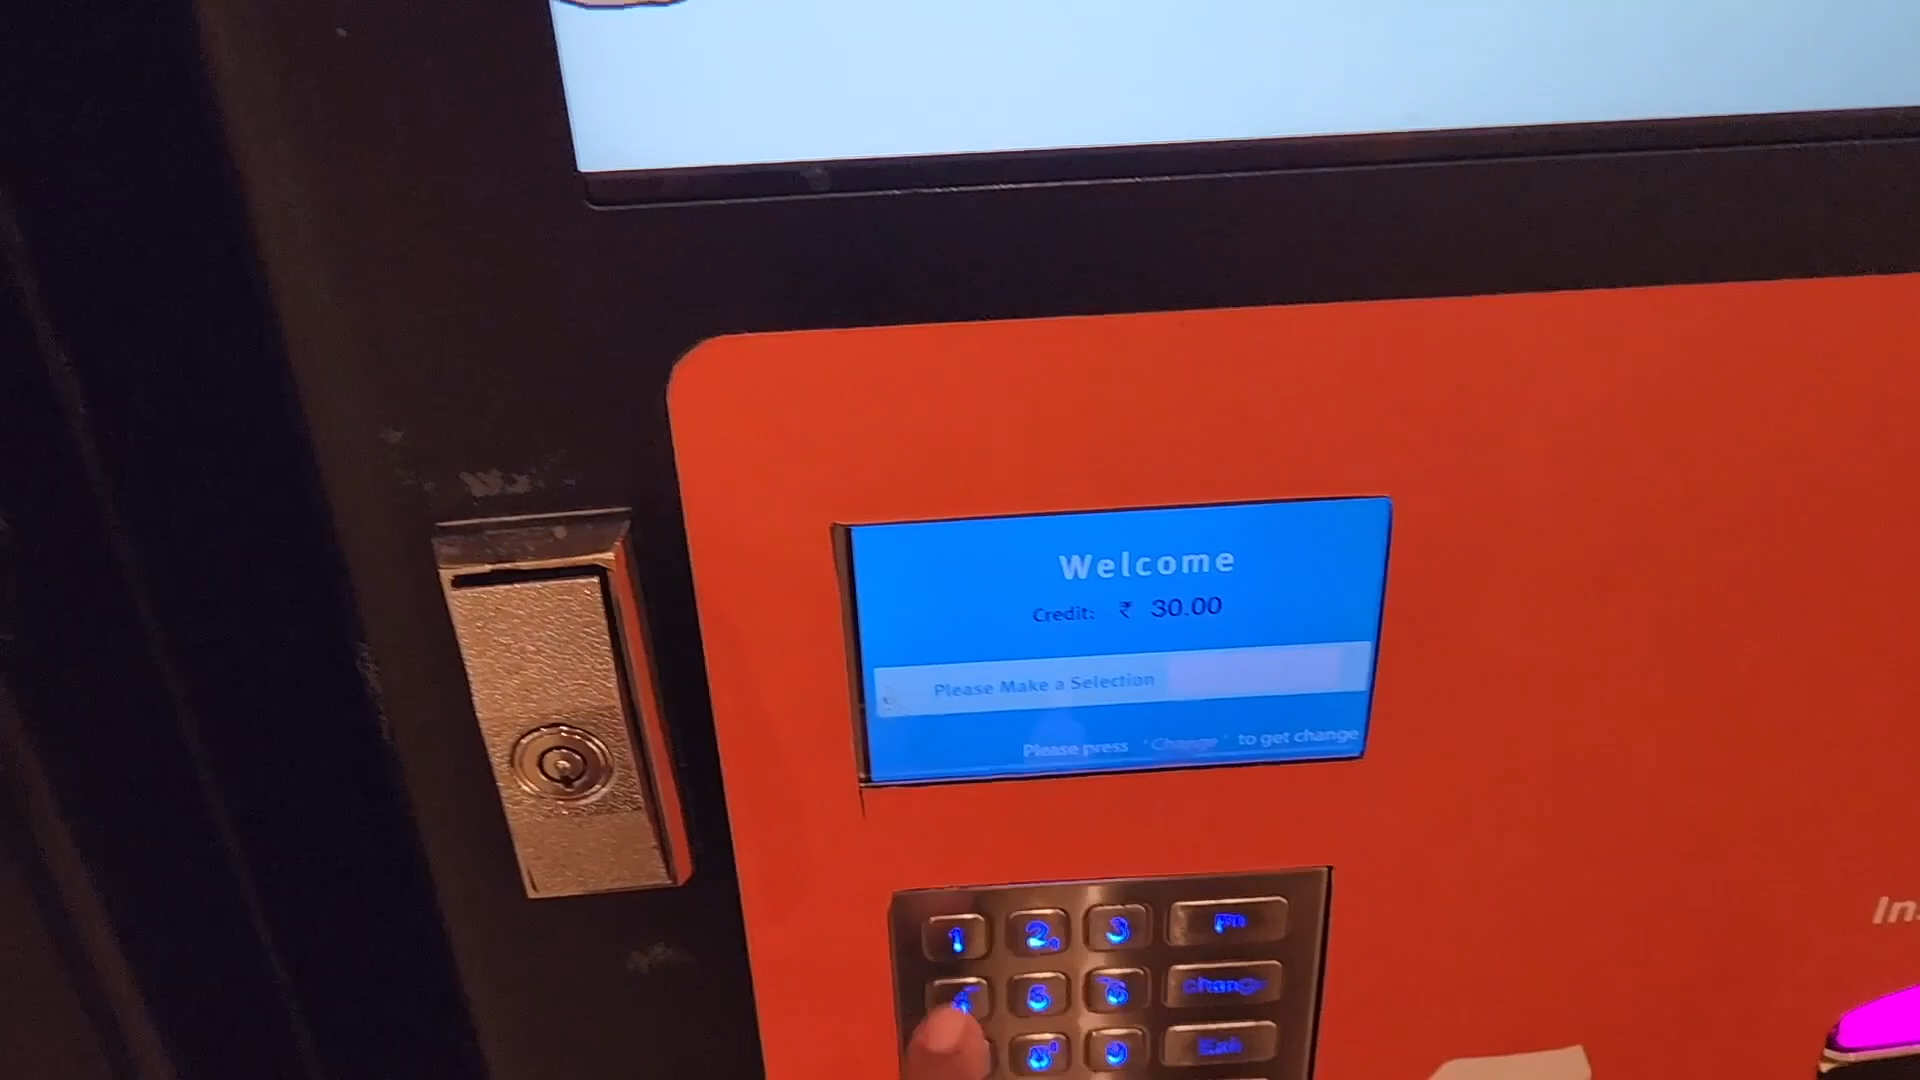 Welcome
Credit: ₹ 30.00
Please Make a Selection
Please press 'Change' to get change
1 2 3
4 5 6 Change
8 9 Exit